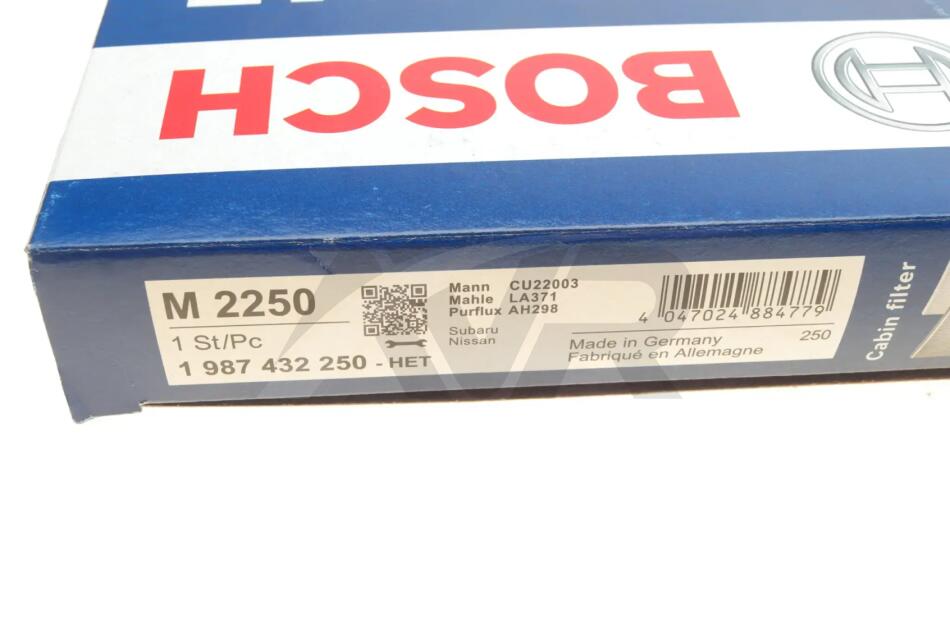 BOSCH
M 2250
1 St/Pc
1 987 432 250 - HET
Mann CU22003
Mahle LA371
Purflux AH298
Subaru
Nissan
4 047024 884779
Made in Germany 250
Fabriqué en Allemagne
Cabin filter